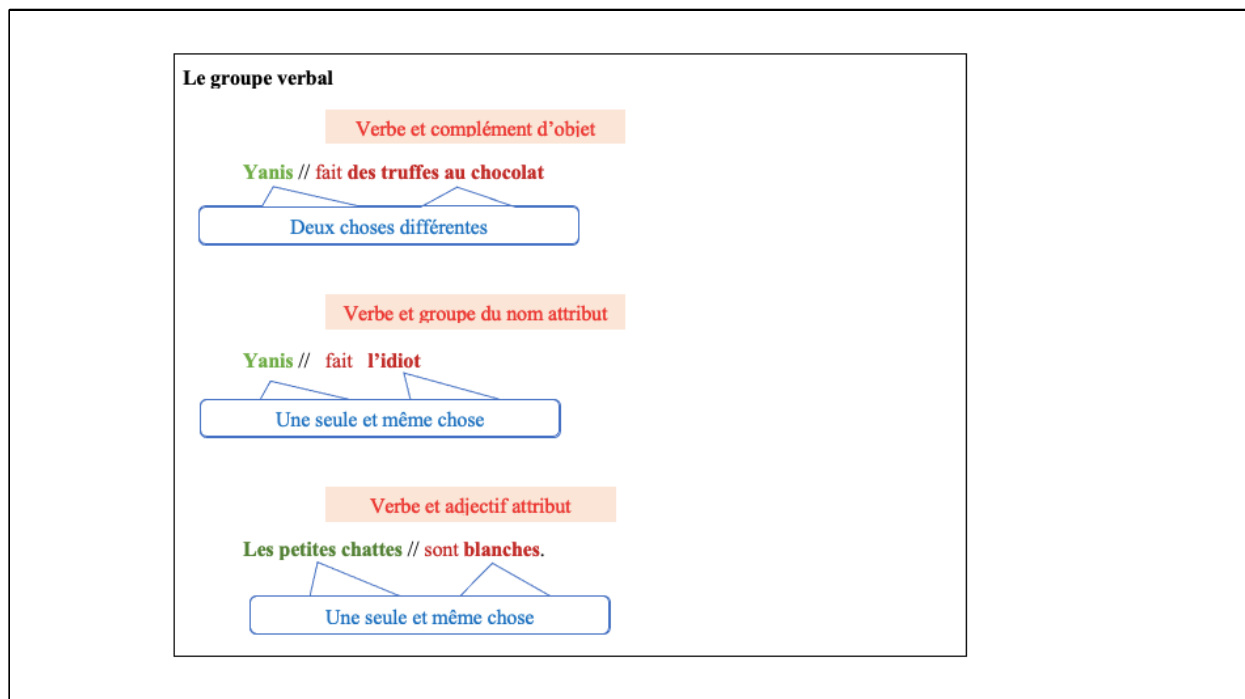 Le groupe verbal
Verbe et complément d’objet
Yanis // fait des truffes au chocolat
Deux choses différentes
Verbe et groupe du nom attribut
Yanis // fait l’idiot
Une seule et même chose
Verbe et adjectif attribut
Les petites chattes // sont blanches.
Une seule et même chose